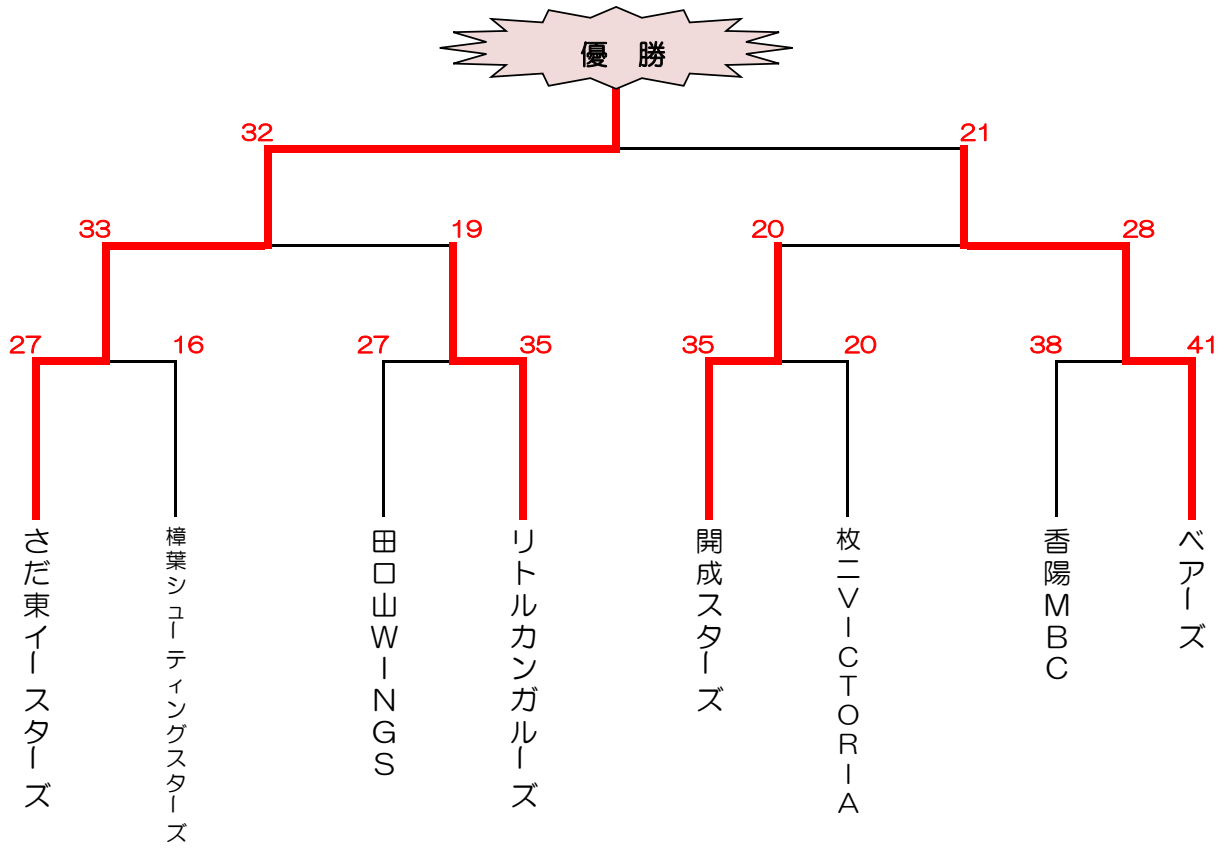 優　勝
32
21
33
19
20
28
27
16
27
35
35
20
38
41
さだ東イースターズ
樟葉シューティングスターズ
田口山WINGS
リトルカンガルーズ
開成スターズ
枚二VICTORIA
香陽MBC
ベアーズ